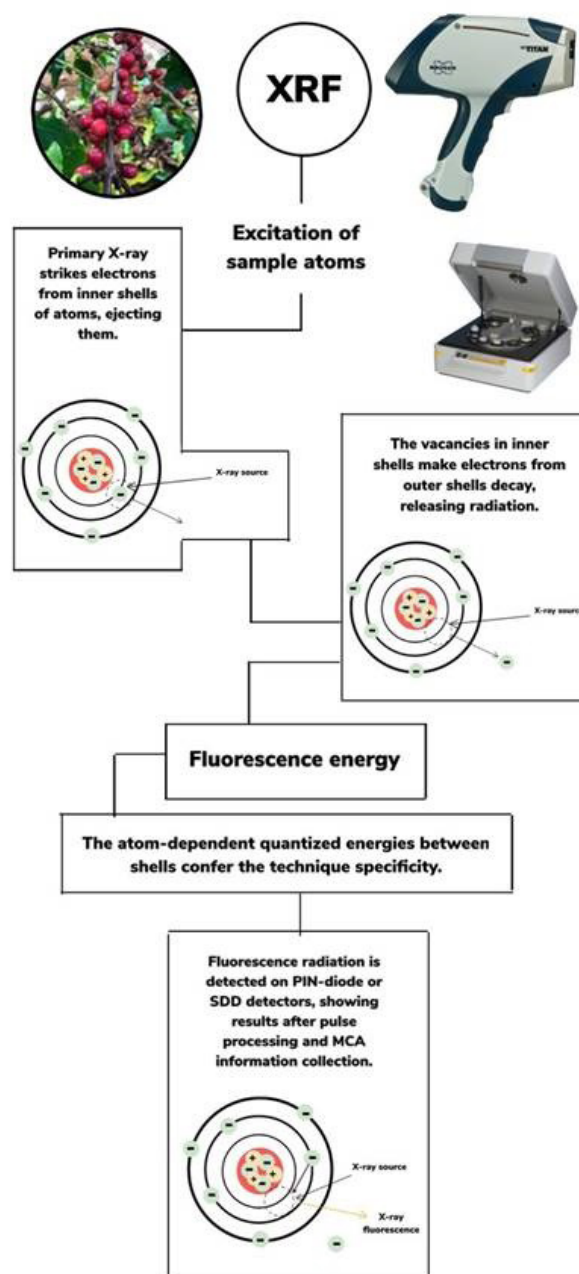 XRF
TITAN
BRUKER
Excitation of
sample atoms
Primary X-ray
strikes electrons
from inner shells
of atoms, ejecting
them.
X-ray source
The vacancies in inner
shells make electrons from
outer shells decay,
releasing radiation.
X-ray source
Fluorescence energy
The atom-dependent quantized energies between
shells confer the technique specificity.
Fluorescence radiation is
detected on PIN-diode or
SDD detectors, showing
results after pulse
processing and MCA
information collection.
X-ray source
X-ray
fluorescence